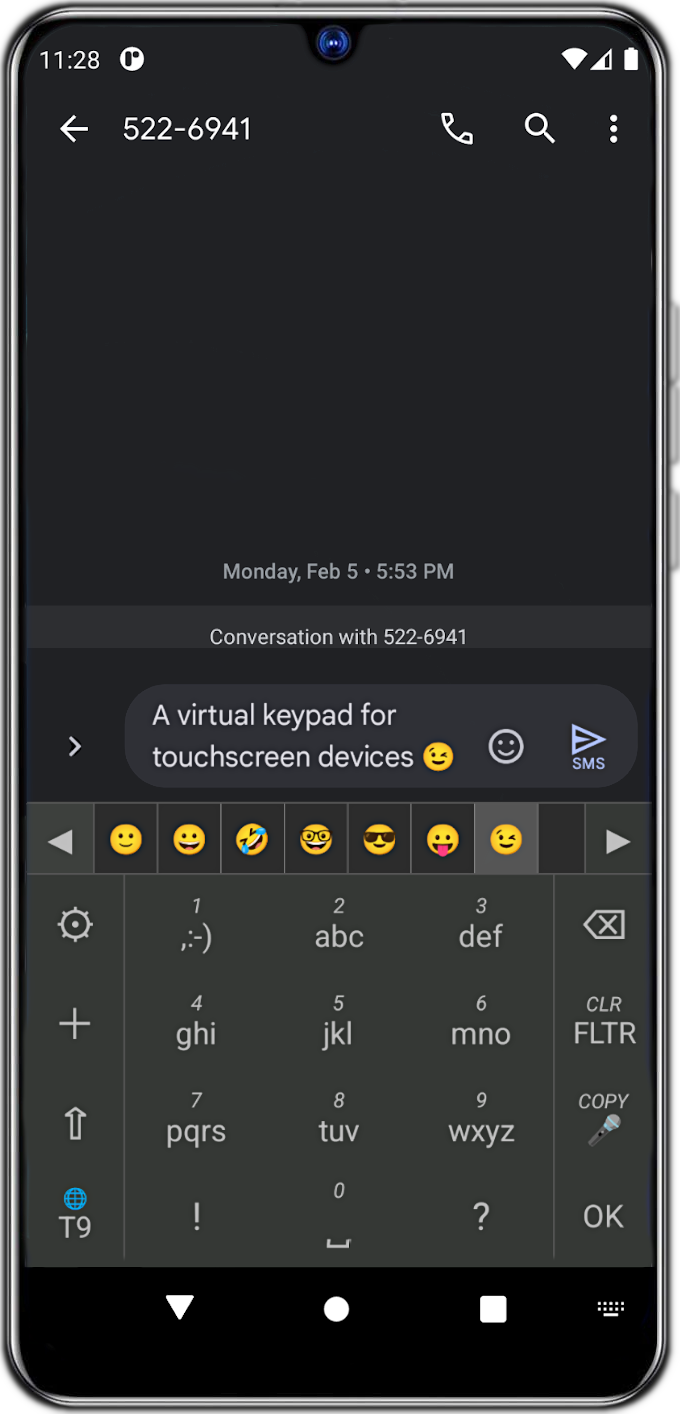 11:28
522-6941
Monday, Feb 5 • 5:53 PM
Conversation with 522-6941
A virtual keypad for
touchscreen devices 😉
SMS
🙂 😀 🤣 🤓 😎 😛 😉
1 2 3
,:-) abc def
4 5 6 CLR
ghi jkl mno FLTR
7 8 9 COPY
pqrs tuv wxyz
0
T9 ! ? OK